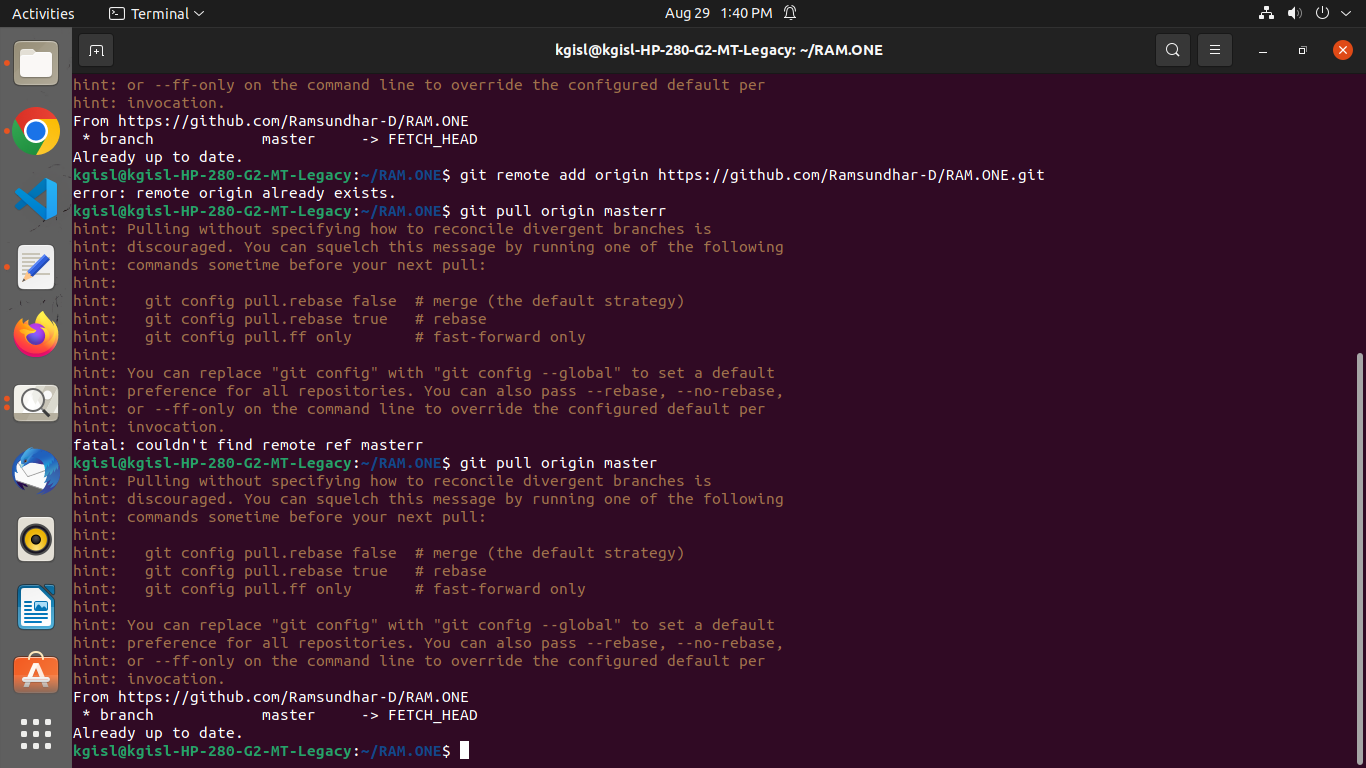 Activities
Terminal
Aug 29 1:40 PM
kgisl@kgisl-HP-280-G2-MT-Legacy: ~/RAM.ONE
hint: or --ff-only on the command line to override the configured default per
hint: invocation.
From https://github.com/Ramsundhar-D/RAM.ONE
 * branch            master     -> FETCH_HEAD
Already up to date.
kgisl@kgisl-HP-280-G2-MT-Legacy:~/RAM.ONE$ git remote add origin https://github.com/Ramsundhar-D/RAM.ONE.git
error: remote origin already exists.
kgisl@kgisl-HP-280-G2-MT-Legacy:~/RAM.ONE$ git pull origin masterr
hint: Pulling without specifying how to reconcile divergent branches is
hint: discouraged. You can squelch this message by running one of the following
hint: commands sometime before your next pull:
hint:
hint:   git config pull.rebase false  # merge (the default strategy)
hint:   git config pull.rebase true   # rebase
hint:   git config pull.ff only       # fast-forward only
hint:
hint: You can replace "git config" with "git config --global" to set a default
hint: preference for all repositories. You can also pass --rebase, --no-rebase,
hint: or --ff-only on the command line to override the configured default per
hint: invocation.
fatal: couldn't find remote ref masterr
kgisl@kgisl-HP-280-G2-MT-Legacy:~/RAM.ONE$ git pull origin master
hint: Pulling without specifying how to reconcile divergent branches is
hint: discouraged. You can squelch this message by running one of the following
hint: commands sometime before your next pull:
hint:
hint:   git config pull.rebase false  # merge (the default strategy)
hint:   git config pull.rebase true   # rebase
hint:   git config pull.ff only       # fast-forward only
hint:
hint: You can replace "git config" with "git config --global" to set a default
hint: preference for all repositories. You can also pass --rebase, --no-rebase,
hint: or --ff-only on the command line to override the configured default per
hint: invocation.
From https://github.com/Ramsundhar-D/RAM.ONE
 * branch            master     -> FETCH_HEAD
Already up to date.
kgisl@kgisl-HP-280-G2-MT-Legacy:~/RAM.ONE$